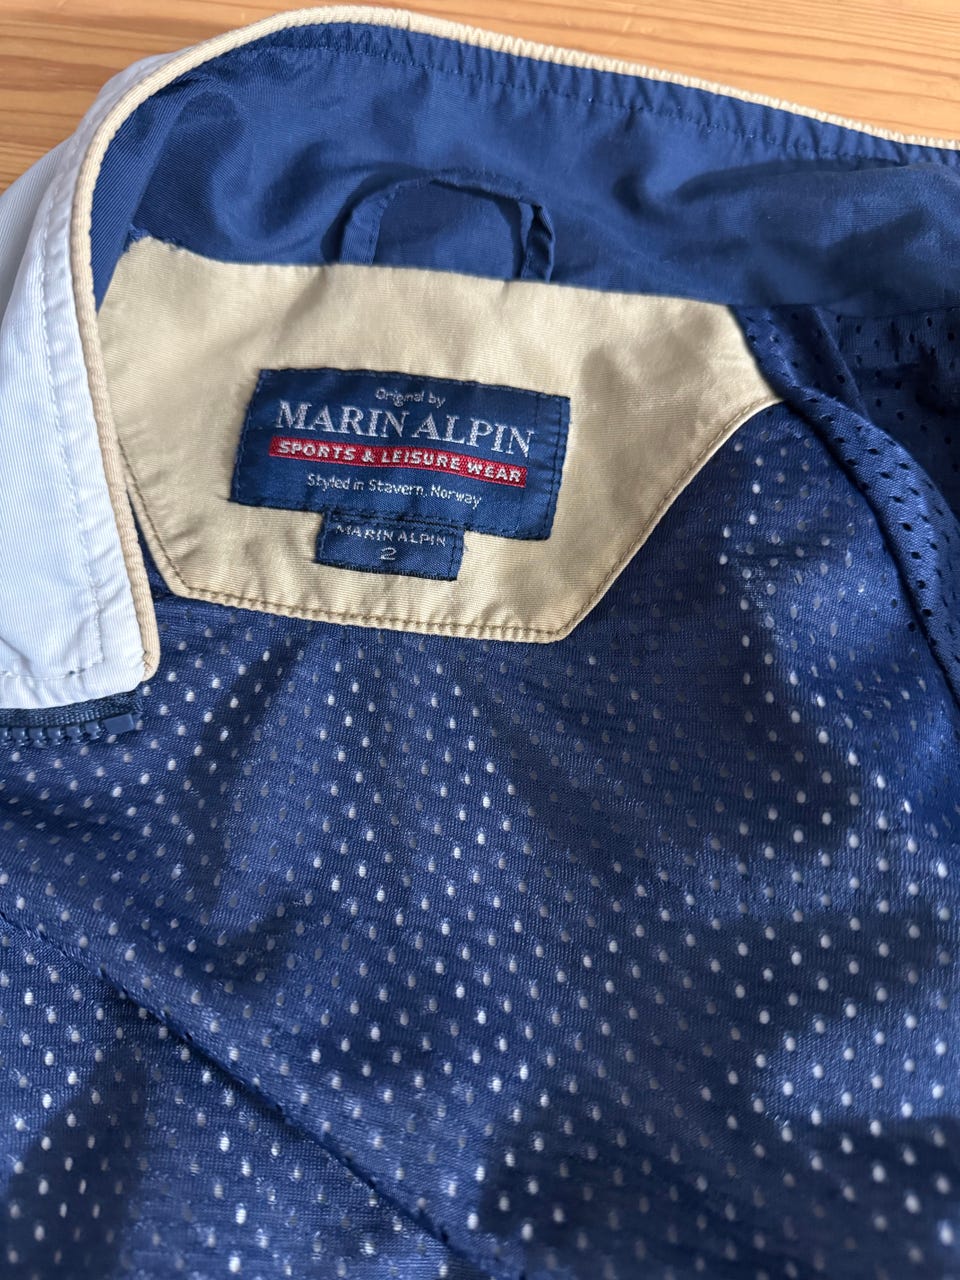 Original by
MARIN ALPIN
SPORTS & LEISURE WEAR
Styled in Stavern, Norway
MARIN ALPIN
2